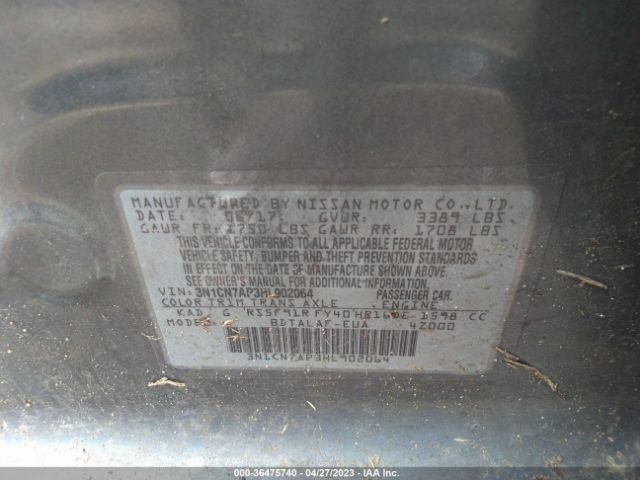 MANUFACTURED BY NISSAN MOTOR CO.,LTD.
DATE: 06/17 GVWR: 3389 LBS
GAWR FR: 1750 LBS GAWR RR: 1708 LBS
THIS VEHICLE CONFORMS TO ALL APPLICABLE FEDERAL MOTOR
VEHICLE SAFETY, BUMPER AND THEFT PREVENTION STANDARDS
IN EFFECT ON THE DATE OF MANUFACTURE SHOWN ABOVE.
SEE OWNER'S MANUAL FOR ADDITIONAL INFORMATION.
VIN: 3N1CN7AP3HL902064 PASSENGER CAR
COLOR TRIM TRANS AXLE ENGINE
KAD G RS5F91R FY40 HR16DE 1598 CC
MODEL: BDTALAF-EUA 4Z000
3N1CN7AP3HL902064
000-36475740 - 04/27/2023 - IAAI.com